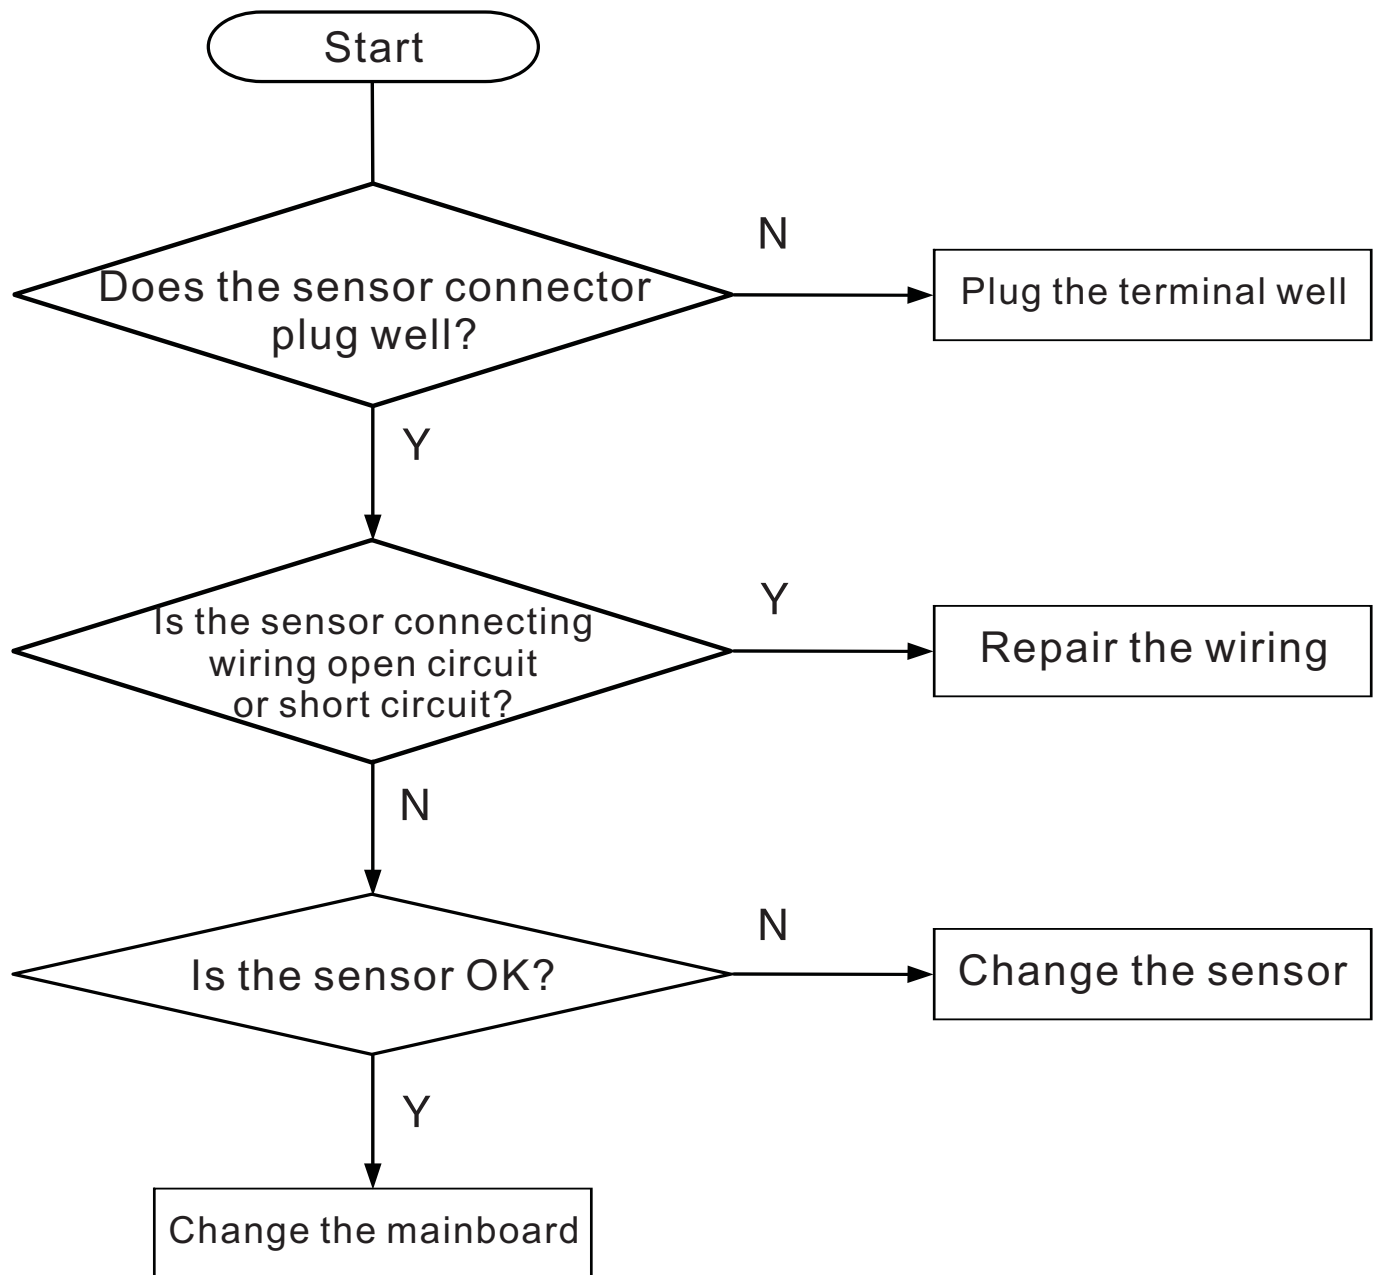 Start
N
Does the sensor connector
plug well?
Plug the terminal well
Y
Y
Is the sensor connecting
wiring open circuit
or short circuit?
Repair the wiring
N
N
Is the sensor OK?
Change the sensor
Y
Change the mainboard